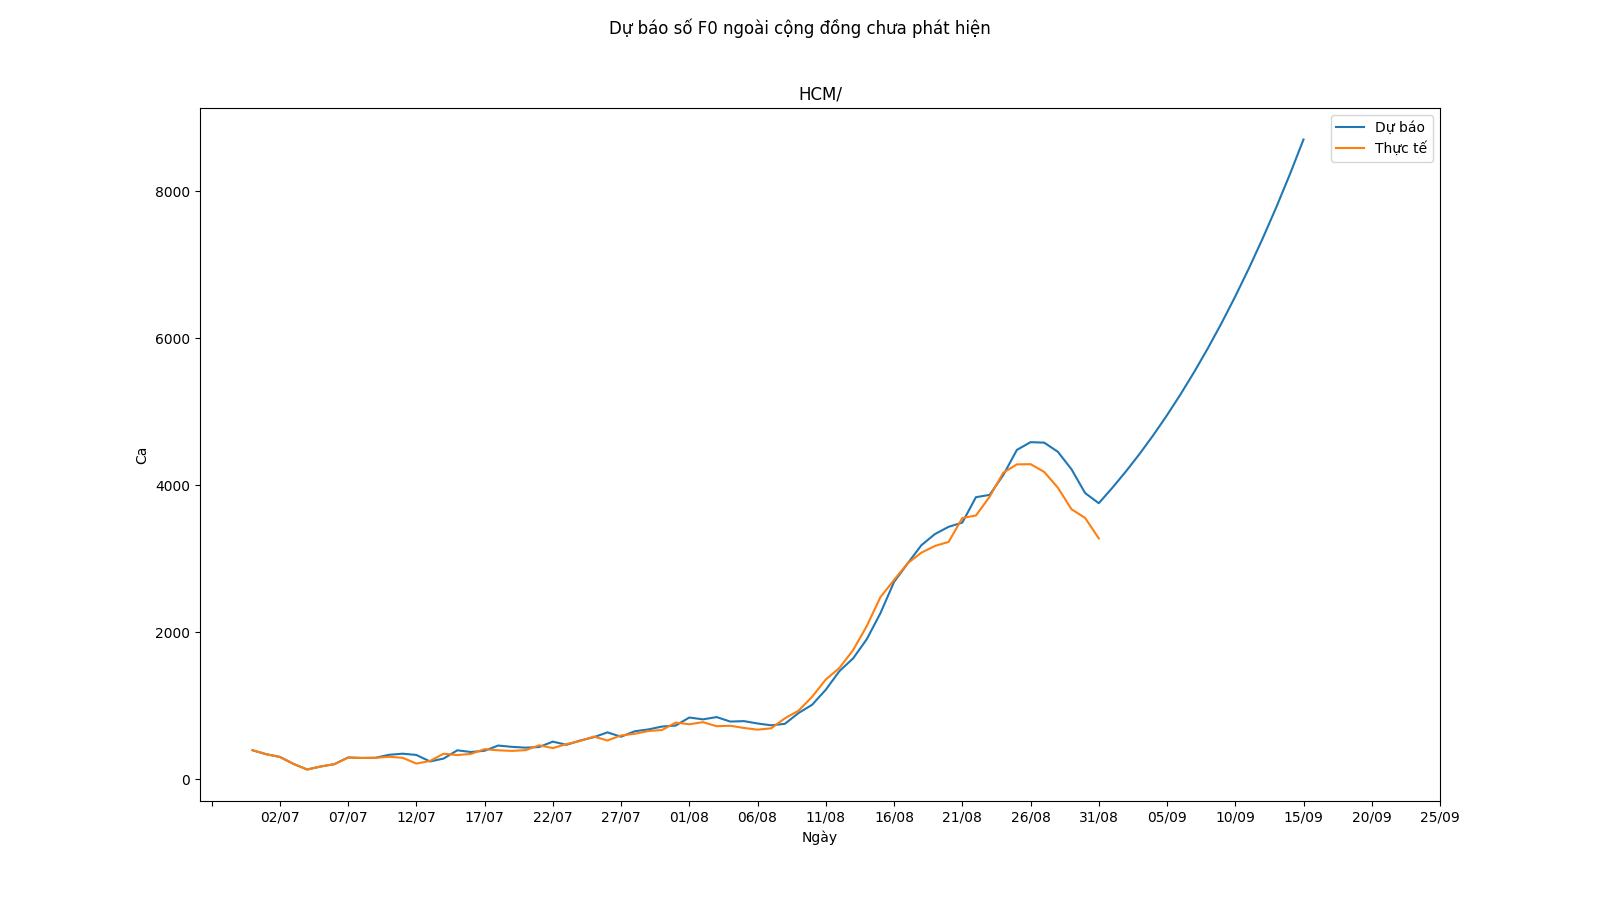 Dự báo số F0 ngoài cộng đồng chưa phát hiện
HCM/
Dự báo
Thực tế
8000
6000
4000
2000
0
Ca
02/07 07/07 12/07 17/07 22/07 27/07 01/08 06/08 11/08 16/08 21/08 26/08 31/08 05/09 10/09 15/09 20/09 25/09
Ngày